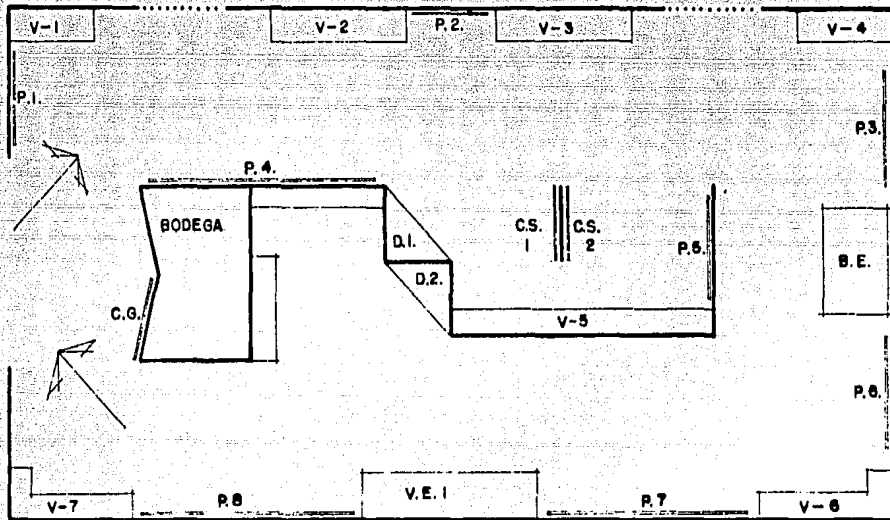 V-1
V-2
P.2.
V-3
V-4
P.1.
P.3.
P.4.
BODEGA
C.S.
1
C.S.
2
D.1.
P.5.
B.E.
D.2.
C.G.
V-5
P.6.
V-7
P.8
V.E.1
P.7
V-6